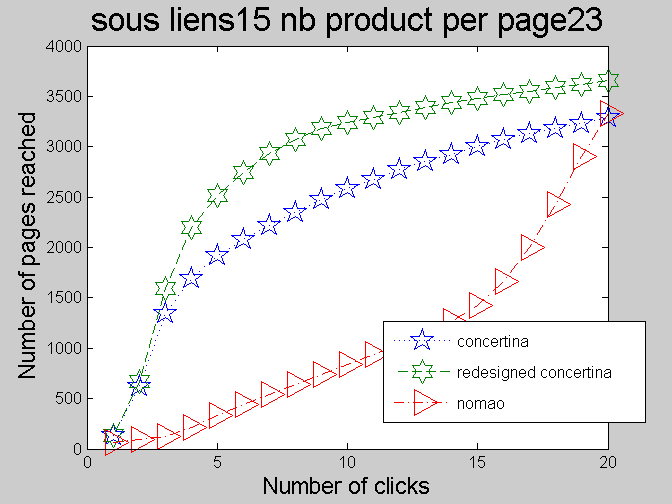 sous liens15 nb product per page23
Number of pages reached
4000
3500
3000
2500
2000
1500
1000
500
0
0
5
10
15
20
Number of clicks
concertina
redesigned concertina
nomao